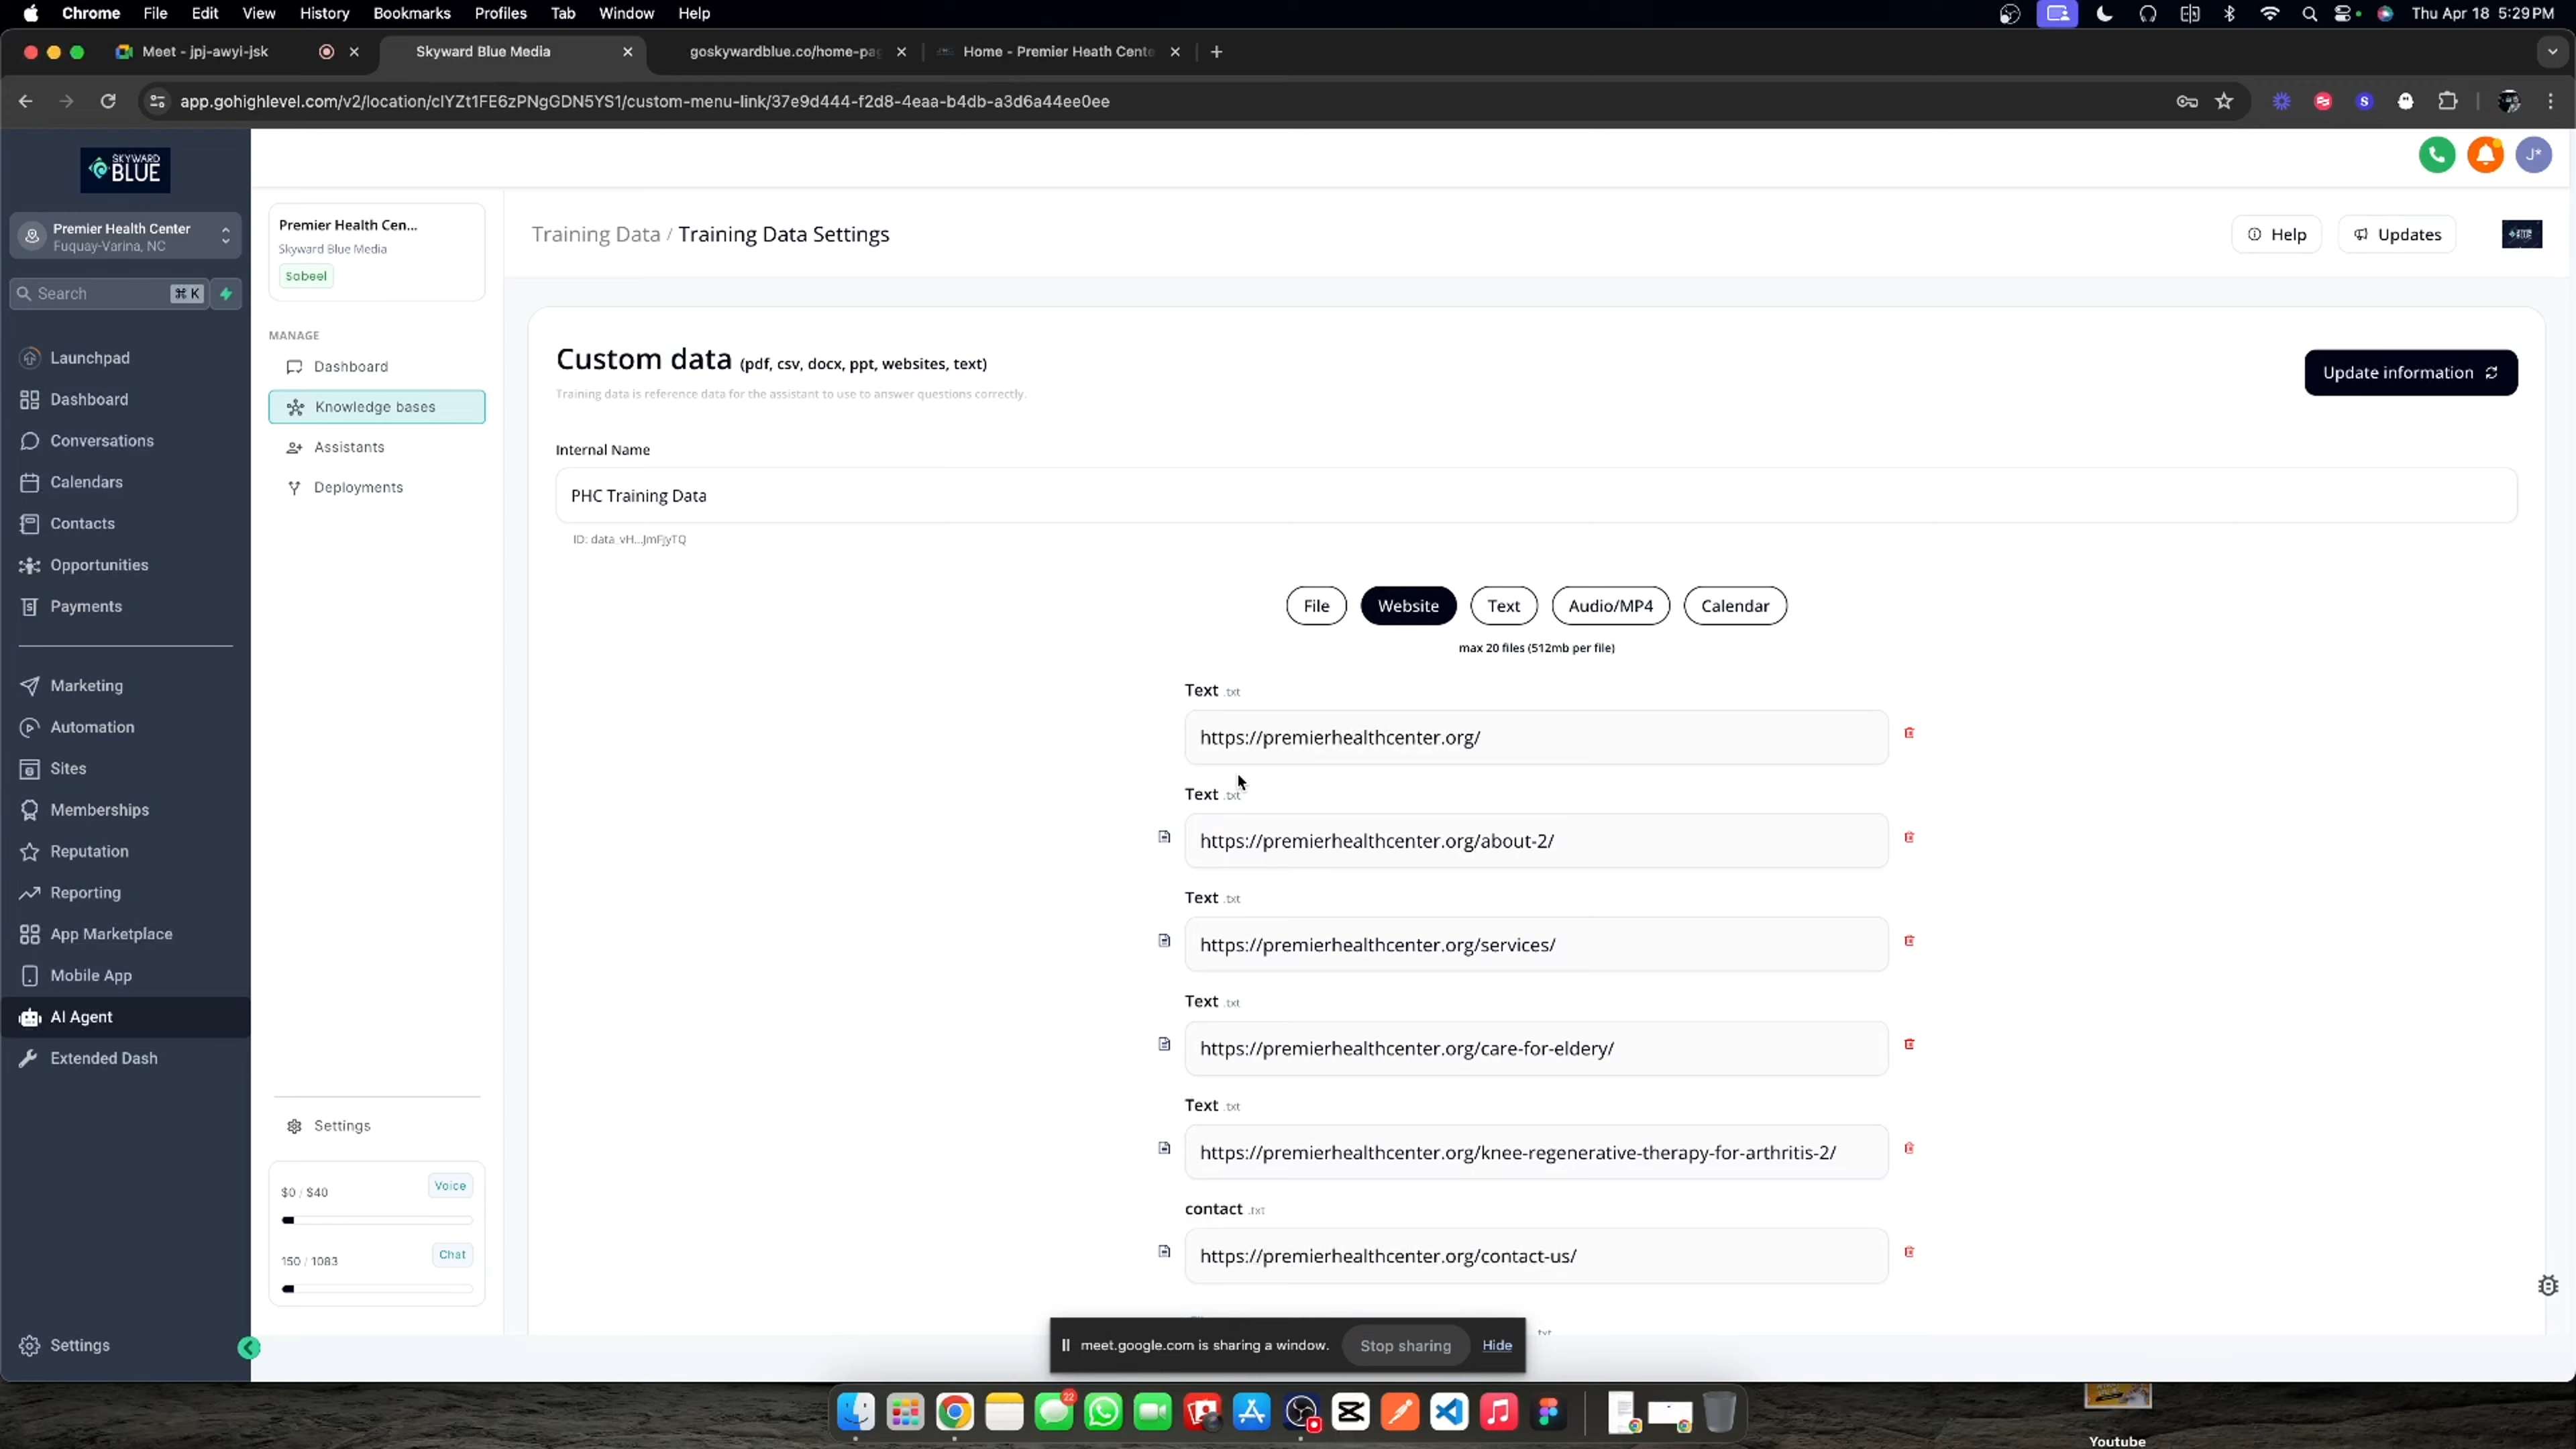 Chrome File Edit View History Bookmarks Profiles Tab Window Help Thu Apr 18 5:29 PM
Meet - jpj-awyi-jsk Skyward Blue Media goskywardblue.co/home-pag Home - Premier Heath Cente
app.gohighlevel.com/v2/location/clYZt1FE6zPNgGDN5YS1/custom-menu-link/37e9d444-f2d8-4eaa-b4db-a3d6a44ee0ee
SKYWARD
BLUE
J*
Premier Health Center
Fuquay-Varina, NC
Search ⌘ K
Launchpad
Dashboard
Conversations
Calendars
Contacts
Opportunities
Payments
Marketing
Automation
Sites
Memberships
Reputation
Reporting
App Marketplace
Mobile App
AI Agent
Extended Dash
Settings
Premier Health Cen...
Skyward Blue Media
Sabeel
MANAGE
Dashboard
Knowledge bases
Assistants
Deployments
Settings
$0 / $40 Voice
150 / 1083 Chat
Training Data / Training Data Settings
Help Updates
Custom data (pdf, csv, docx, ppt, websites, text)
Training data is reference data for the assistant to use to answer questions correctly.
Update information
Internal Name
PHC Training Data
ID: data_vH...JmFjyTQ
File Website Text Audio/MP4 Calendar
max 20 files (512mb per file)
Text .txt
https://premierhealthcenter.org/
Text .txt
https://premierhealthcenter.org/about-2/
Text .txt
https://premierhealthcenter.org/services/
Text .txt
https://premierhealthcenter.org/care-for-eldery/
Text .txt
https://premierhealthcenter.org/knee-regenerative-therapy-for-arthritis-2/
contact .txt
https://premierhealthcenter.org/contact-us/
.txt
meet.google.com is sharing a window. Stop sharing Hide
22
Youtube